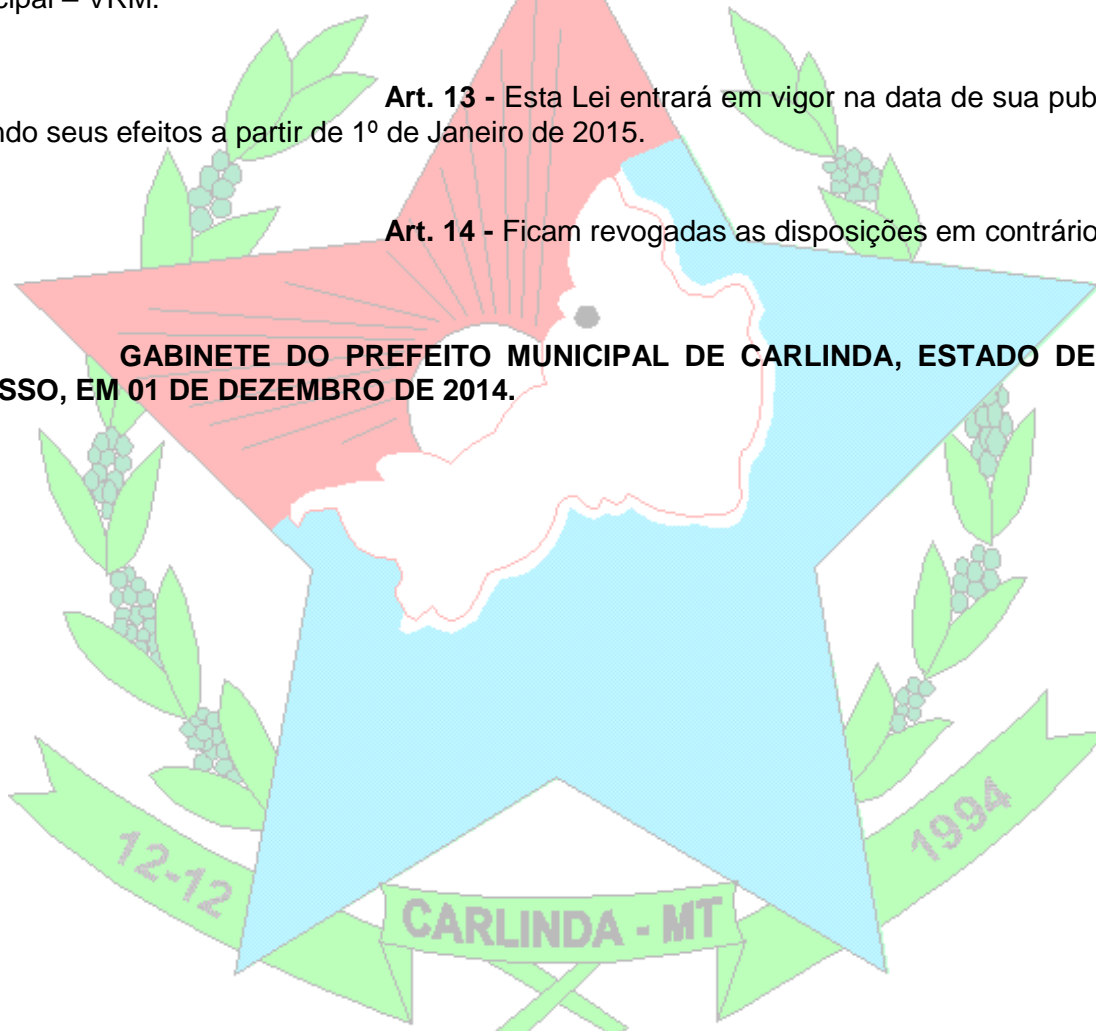 cipal – VRM.
Art. 13 - Esta Lei entrará em vigor na data de sua pub
ndo seus efeitos a partir de 1º de Janeiro de 2015.
Art. 14 - Ficam revogadas as disposições em contrário
GABINETE DO PREFEITO MUNICIPAL DE CARLINDA, ESTADO DE
SSO, EM 01 DE DEZEMBRO DE 2014.
12-12
1994
CARLINDA - MT